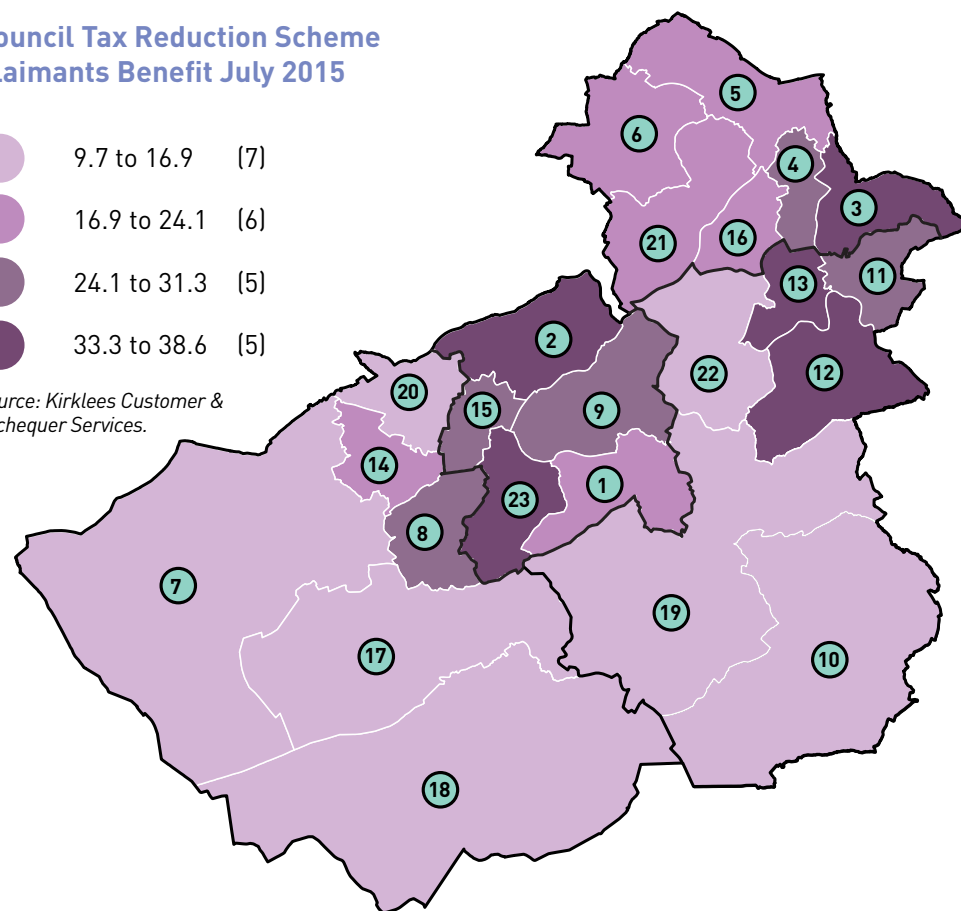 ouncil Tax Reduction Scheme
laimants Benefit July 2015
9.7 to 16.9 (7)
16.9 to 24.1 (6)
24.1 to 31.3 (5)
33.3 to 38.6 (5)
urce: Kirklees Customer &
chequer Services.
5
6
4
3
21
16
11
13
2
22
12
20
15
9
14
1
23
8
7
19
17
10
18